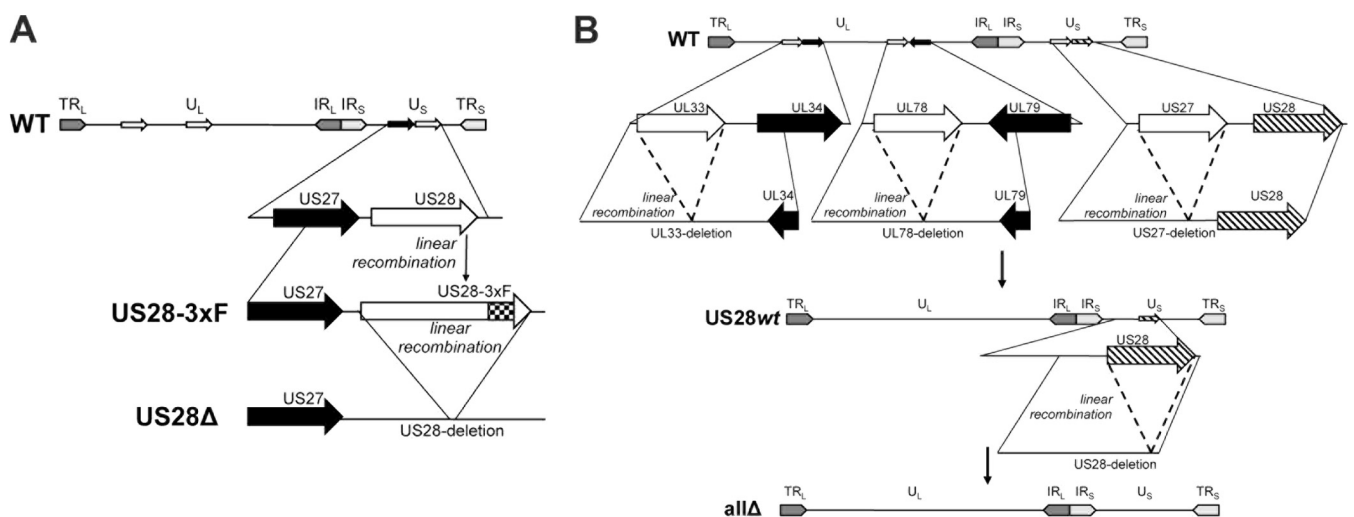 A
TRL UL IRL IRS US TRS
WT
US27 US28
linear
recombination
US28-3xF
US27 US28-3xF
linear
recombination
US28Δ
US27
US28-deletion
B
TRL UL IRL IRS US TRS
WT
UL33 UL34 UL78 UL79 US27 US28
linear
recombination
UL34
UL33-deletion
linear
recombination
UL79
UL78-deletion
linear
recombination
US28
US27-deletion
TRL UL IRL IRS US TRS
US28wt
US28
linear
recombination
US28-deletion
TRL UL IRL IRS US TRS
allΔ